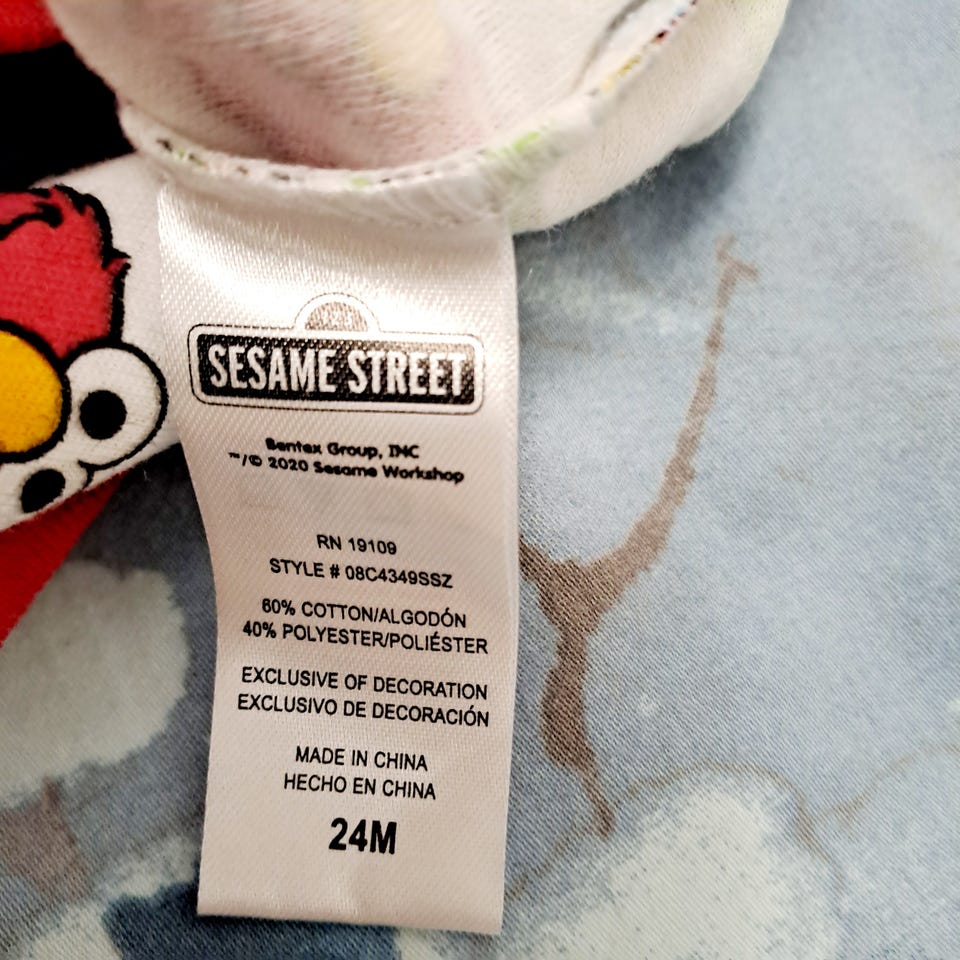 123
SESAME STREET
Bentex Group, INC
™/© 2020 Sesame Workshop
RN 19109
STYLE # 08C4349SSZ
60% COTTON/ALGODÓN
40% POLYESTER/POLIÉSTER
EXCLUSIVE OF DECORATION
EXCLUSIVO DE DECORACIÓN
MADE IN CHINA
HECHO EN CHINA
24M